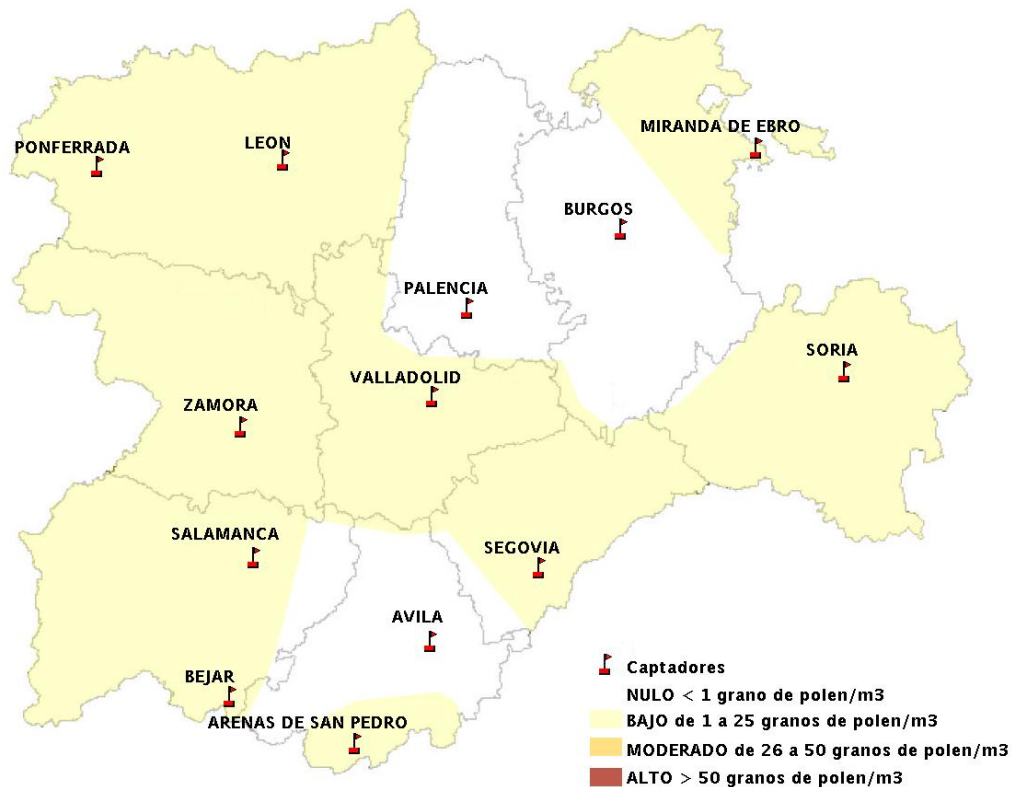 MIRANDA DE EBRO
PONFERRADA
LEON
BURGOS
PALENCIA
SORIA
VALLADOLID
ZAMORA
SALAMANCA
SEGOVIA
AVILA
BEJAR
ARENAS DE SAN PEDRO
Captadores
NULO < 1 grano de polen/m3
BAJO de 1 a 25 granos de polen/m3
MODERADO de 26 a 50 granos de polen/m3
ALTO > 50 granos de polen/m3